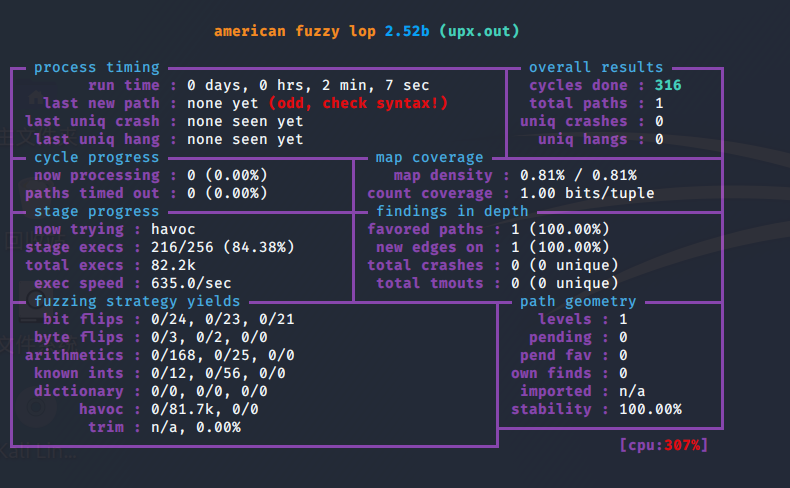 american fuzzy lop 2.52b (upx.out)
process timing
run time : 0 days, 0 hrs, 2 min, 7 sec
last new path : none yet (odd, check syntax!)
last uniq crash : none seen yet
last uniq hang : none seen yet
overall results
cycles done : 316
total paths : 1
uniq crashes : 0
uniq hangs : 0
cycle progress
now processing : 0 (0.00%)
paths timed out : 0 (0.00%)
map coverage
map density : 0.81% / 0.81%
count coverage : 1.00 bits/tuple
stage progress
now trying : havoc
stage execs : 216/256 (84.38%)
total execs : 82.2k
exec speed : 635.0/sec
findings in depth
favored paths : 1 (100.00%)
new edges on : 1 (100.00%)
total crashes : 0 (0 unique)
total tmouts : 0 (0 unique)
fuzzing strategy yields
bit flips : 0/24, 0/23, 0/21
byte flips : 0/3, 0/2, 0/0
arithmetics : 0/168, 0/25, 0/0
known ints : 0/12, 0/56, 0/0
dictionary : 0/0, 0/0, 0/0
havoc : 0/81.7k, 0/0
trim : n/a, 0.00%
path geometry
levels : 1
pending : 0
pend fav : 0
own finds : 0
imported : n/a
stability : 100.00%
[cpu:307%]